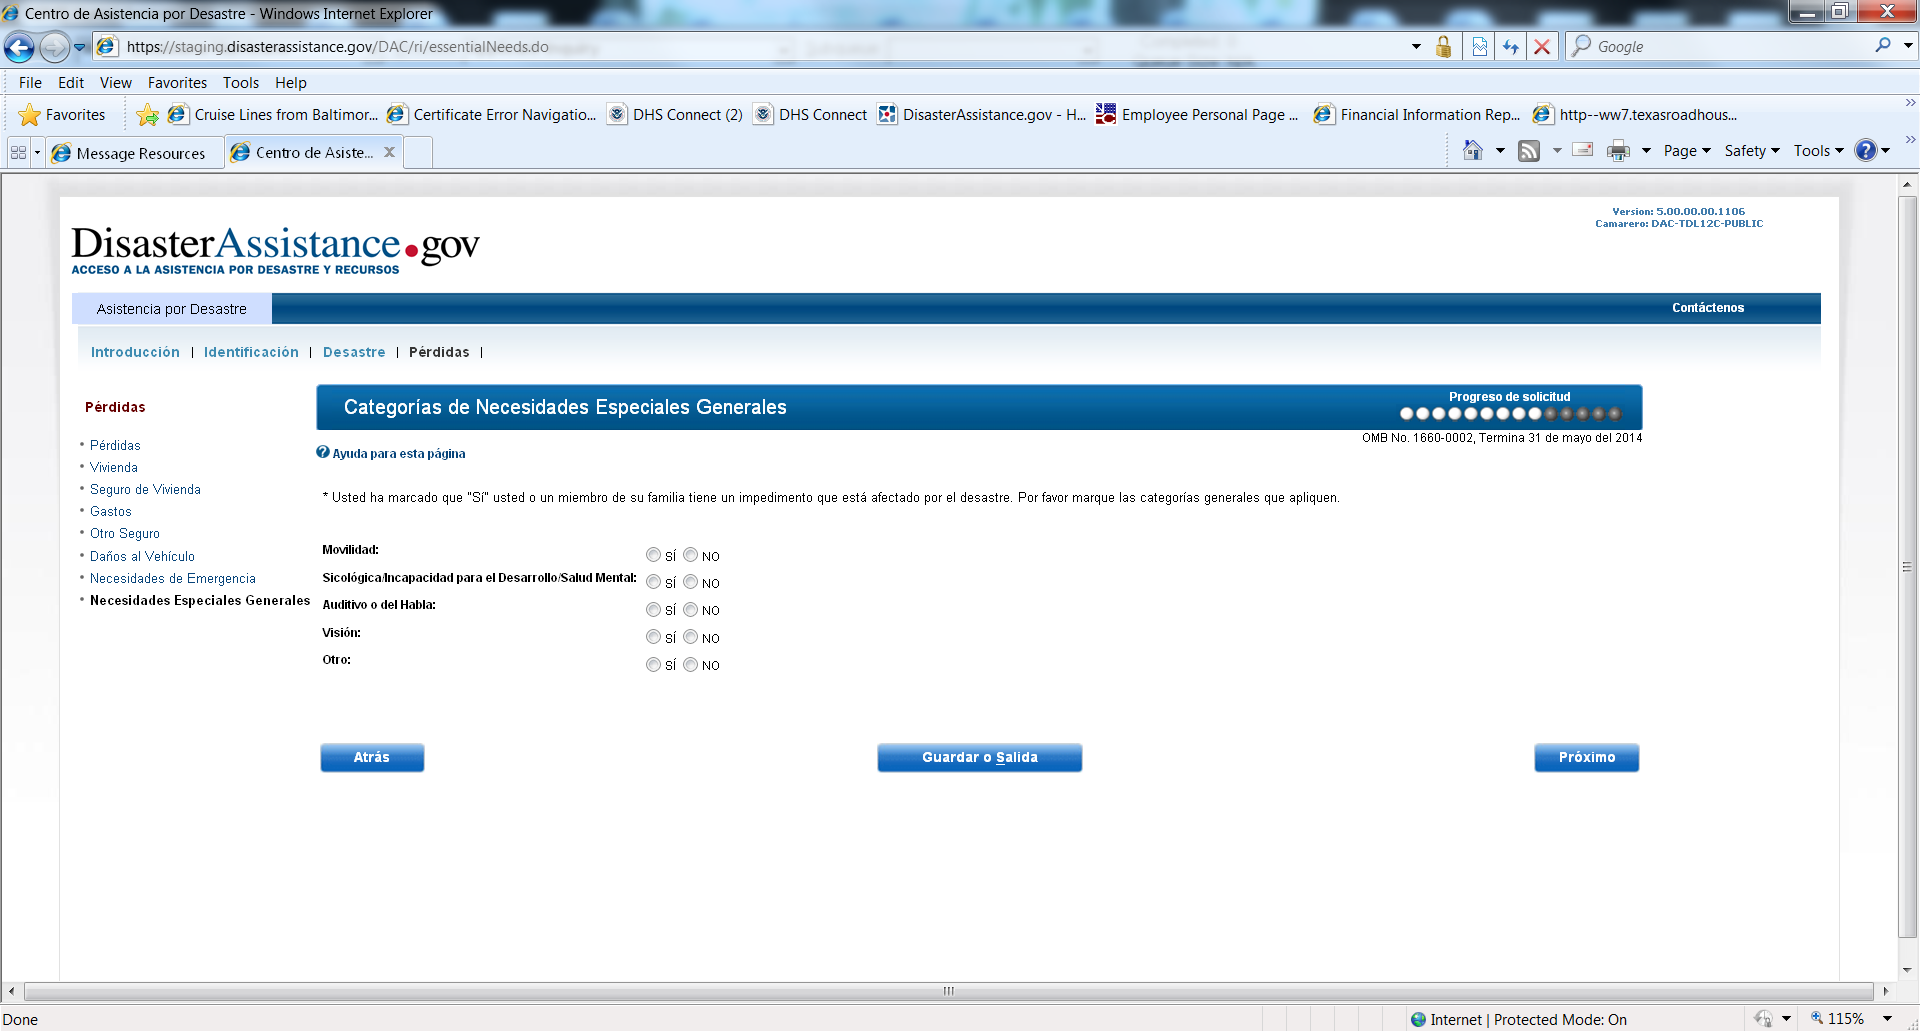 Centro de Asistencia por Desastre - Windows Internet Explorer
https://staging.disasterassistance.gov/DAC/ri/essentialNeeds.do
Google
File Edit View Favorites Tools Help
Favorites Cruise Lines from Baltimor... Certificate Error Navigatio... DHS Connect (2) DHS Connect DisasterAssistance.gov - H... Employee Personal Page ... Financial Information Rep... http--ww7.texasroadhous...
Message Resources Centro de Asiste... Page Safety Tools
Version: 5.00.00.00.1106
Camarero: DAC-TDL12C-PUBLIC
DisasterAssistance.gov
ACCESO A LA ASISTENCIA POR DESASTRE Y RECURSOS
Asistencia por Desastre Contáctenos
Introducción | Identificación | Desastre | Pérdidas |
Pérdidas
Pérdidas
Vivienda
Seguro de Vivienda
Gastos
Otro Seguro
Daños al Vehículo
Necesidades de Emergencia
Necesidades Especiales Generales
Categorías de Necesidades Especiales Generales
Progreso de solicitud
OMB No. 1660-0002, Termina 31 de mayo del 2014
Ayuda para esta página
* Usted ha marcado que "Sí" usted o un miembro de su familia tiene un impedimento que está afectado por el desastre. Por favor marque las categorías generales que apliquen.
Movilidad: SÍ NO
Sicológica/Incapacidad para el Desarrollo/Salud Mental: SÍ NO
Auditivo o del Habla: SÍ NO
Visión: SÍ NO
Otro: SÍ NO
Atrás Guardar o Salida Próximo
Done Internet | Protected Mode: On 115%